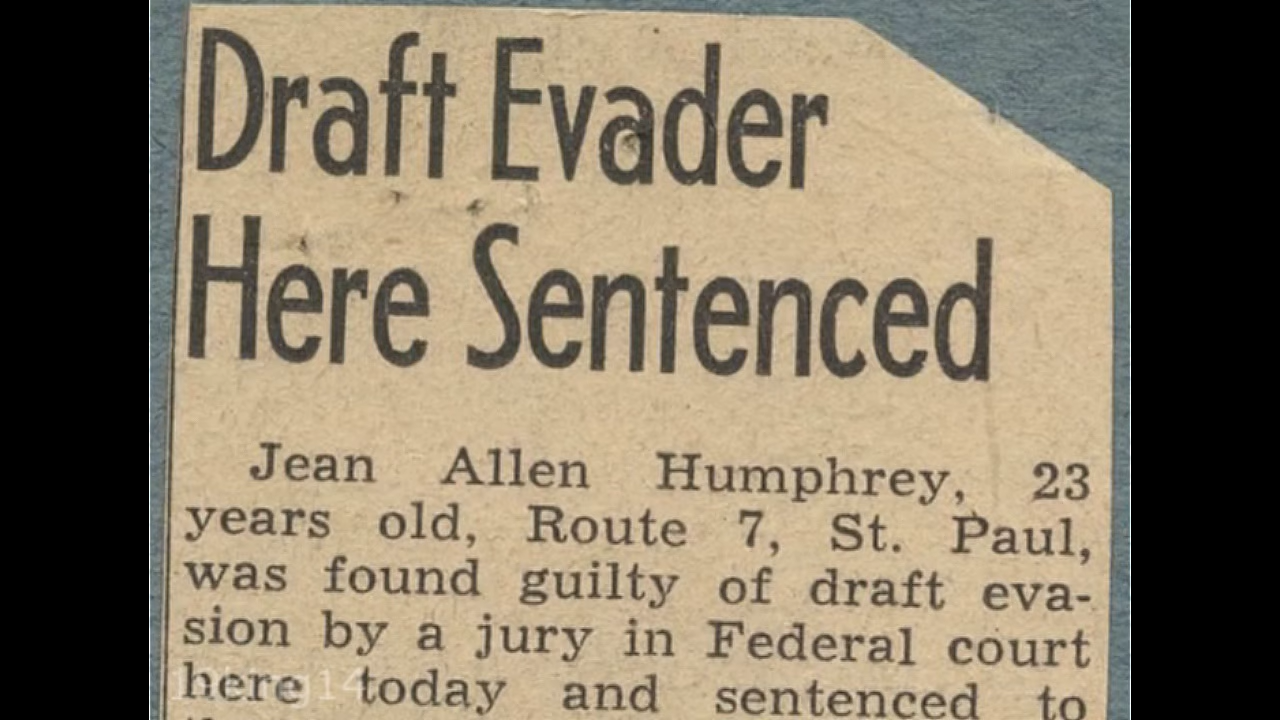 Draft Evader
Here Sentenced
Jean Allen Humphrey, 23
years old, Route 7, St. Paul,
was found guilty of draft eva-
sion by a jury in Federal court
here today and sentenced to